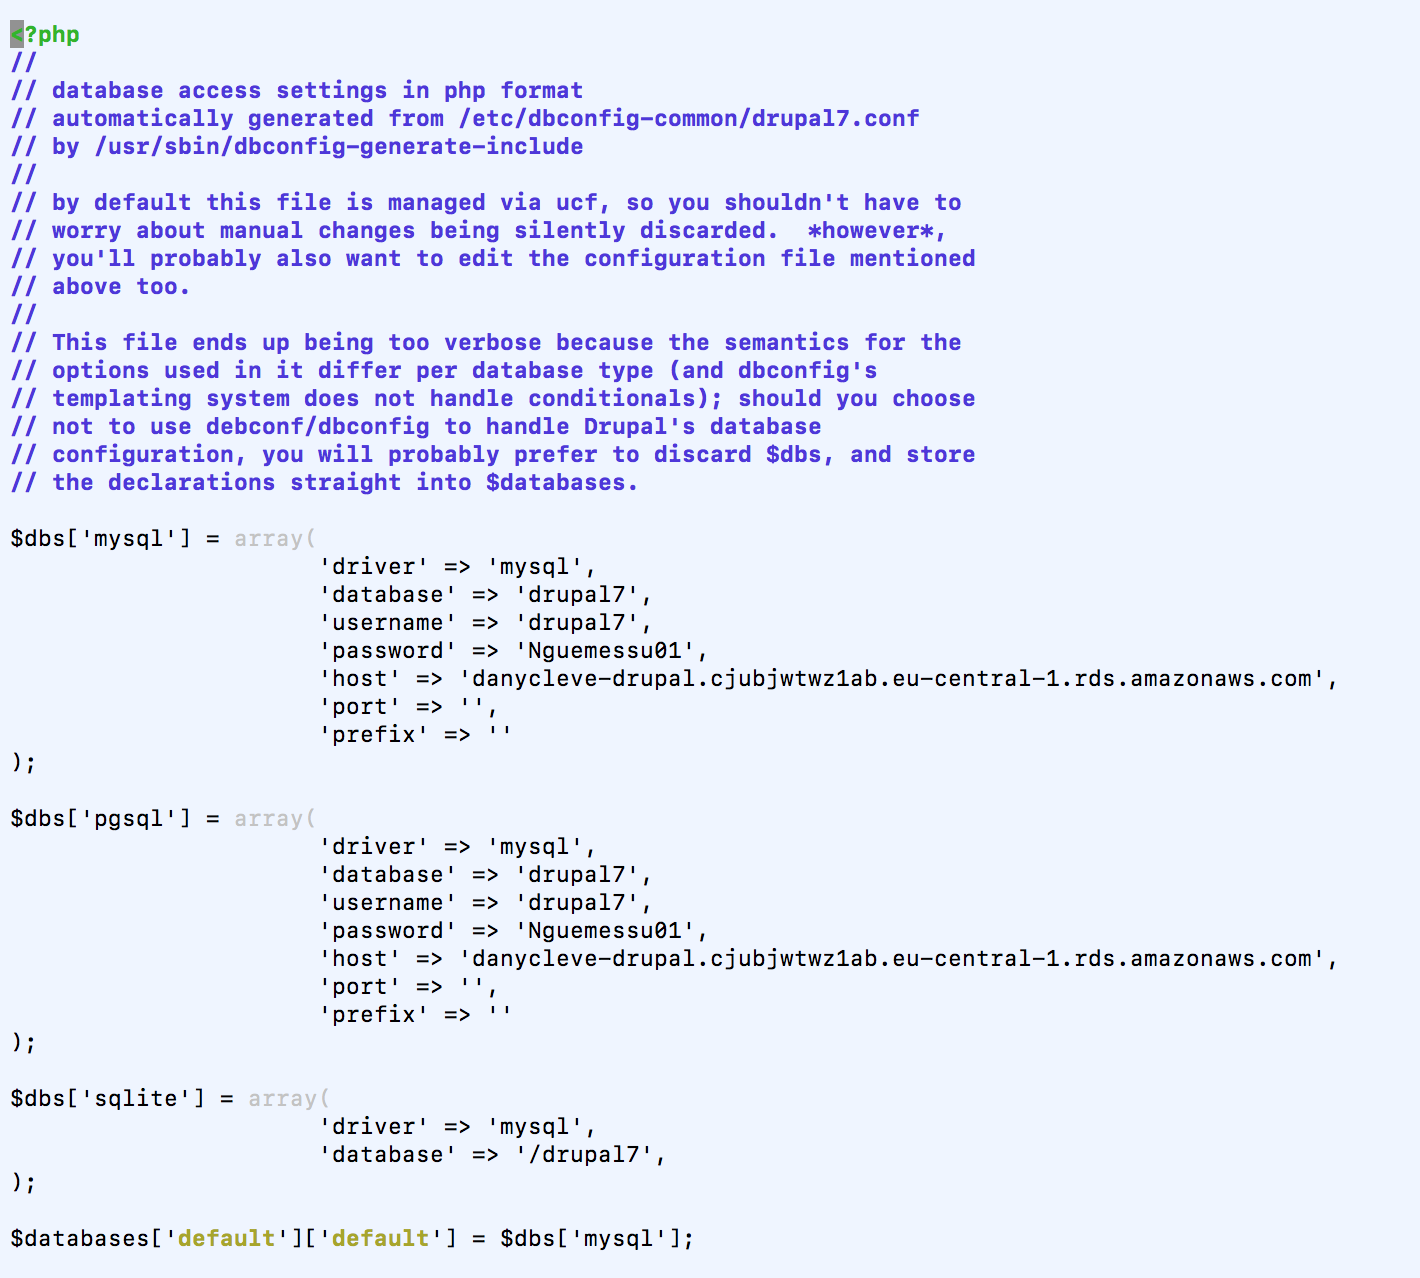 <?php
//
// database access settings in php format
// automatically generated from /etc/dbconfig-common/drupal7.conf
// by /usr/sbin/dbconfig-generate-include
//
// by default this file is managed via ucf, so you shouldn't have to
// worry about manual changes being silently discarded.  *however*,
// you'll probably also want to edit the configuration file mentioned
// above too.
//
// This file ends up being too verbose because the semantics for the
// options used in it differ per database type (and dbconfig's
// templating system does not handle conditionals); should you choose
// not to use debconf/dbconfig to handle Drupal's database
// configuration, you will probably prefer to discard $dbs, and store
// the declarations straight into $databases.

$dbs['mysql'] = array(
                      'driver' => 'mysql',
                      'database' => 'drupal7',
                      'username' => 'drupal7',
                      'password' => 'Nguemessu01',
                      'host' => 'danycleve-drupal.cjubjwtwz1ab.eu-central-1.rds.amazonaws.com',
                      'port' => '',
                      'prefix' => ''
);

$dbs['pgsql'] = array(
                      'driver' => 'mysql',
                      'database' => 'drupal7',
                      'username' => 'drupal7',
                      'password' => 'Nguemessu01',
                      'host' => 'danycleve-drupal.cjubjwtwz1ab.eu-central-1.rds.amazonaws.com',
                      'port' => '',
                      'prefix' => ''
);

$dbs['sqlite'] = array(
                      'driver' => 'mysql',
                      'database' => '/drupal7',
);

$databases['default']['default'] = $dbs['mysql'];